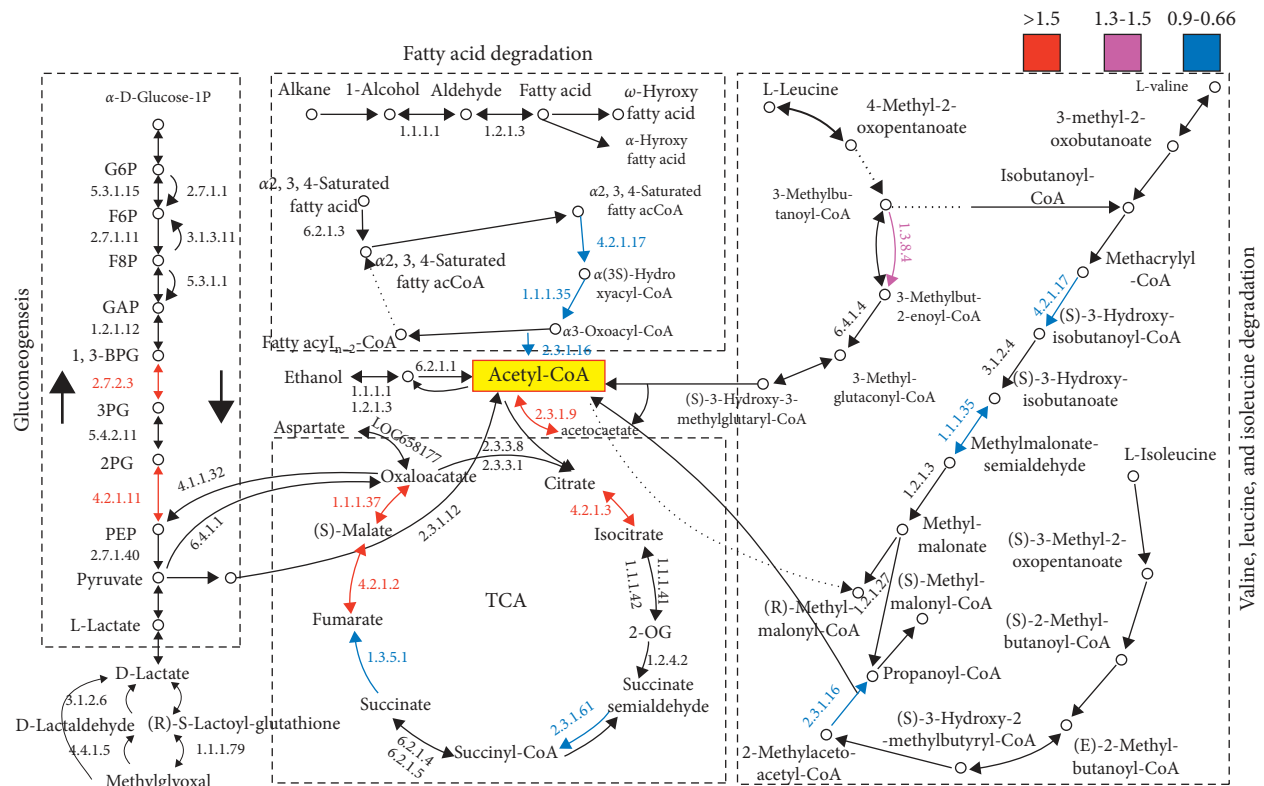 >1.5
1.3-1.5
0.9-0.66
Gluconeogenseis
α-D-Glucose-1P
G6P
5.3.1.15
2.7.1.1
F6P
2.7.1.11
3.1.3.11
F8P
5.3.1.1
GAP
1.2.1.12
1, 3-BPG
2.7.2.3
3PG
5.4.2.11
2PG
4.2.1.11
PEP
2.7.1.40
Pyruvate
L-Lactate
D-Lactate
3.1.2.6
D-Lactaldehyde
(R)-S-Lactoyl-glutathione
4.4.1.5
1.1.1.79
Methylglyoxal
4.1.1.32
6.4.1.1
2.3.1.12
Fatty acid degradation
Alkane
1-Alcohol
Aldehyde
Fatty acid
ω-Hyroxy
fatty acid
1.1.1.1
1.2.1.3
α-Hyroxy
fatty acid
α2, 3, 4-Saturated
fatty acid
6.2.1.3
α2, 3, 4-Saturated
fatty acCoA
α2, 3, 4-Saturated
fatty acCoA
4.2.1.17
α(3S)-Hydro
xyacyl-CoA
1.1.1.35
α3-Oxoacyl-CoA
Fatty acyIn-2-CoA
2.3.1.16
Ethanol
6.2.1.1
1.1.1.1
1.2.1.3
Acetyl-CoA
2.3.1.9
acetocaetate
Aspartate
LOC658177
Oxaloacatate
2.3.3.8
2.3.3.1
Citrate
1.1.1.37
4.2.1.3
(S)-Malate
Isocitrate
4.2.1.2
1.1.1.41
1.1.1.42
TCA
Fumarate
2-OG
1.3.5.1
1.2.4.2
Succinate
Succinate
semialdehyde
2.3.1.61
6.2.1.4
6.2.1.5
Succinyl-CoA
Valine, leucine, and isoleucine degradation
L-Leucine
4-Methyl-2-
oxopentanoate
L-valine
3-methyl-2-
oxobutanoate
3-Methylbu-
tanoyl-CoA
Isobutanoyl-
CoA
1.3.8.4
Methacrylyl
-CoA
4.2.1.17
3-Methylbut-
2-enoyl-CoA
(S)-3-Hydroxy-
isobutanoyl-CoA
6.4.1.4
3.1.2.4
3-Methyl-
glutaconyl-CoA
(S)-3-Hydroxy-
isobutanoate
(S)-3-Hydroxy-3-
methylglutaryl-CoA
1.1.1.35
Methylmalonate-
semialdehyde
1.2.1.3
L-Isoleucine
Methyl-
malonate
(S)-3-Methyl-2-
oxopentanoate
1.2.1.27
(S)-Methyl-
malonyl-CoA
(R)-Methyl-
malonyl-CoA
(S)-2-Methyl-
butanoyl-CoA
Propanoyl-CoA
2.3.1.16
(S)-3-Hydroxy-2
-methylbutyryl-CoA
2-Methylaceto-
acetyl-CoA
(E)-2-Methyl-
butanoyl-CoA